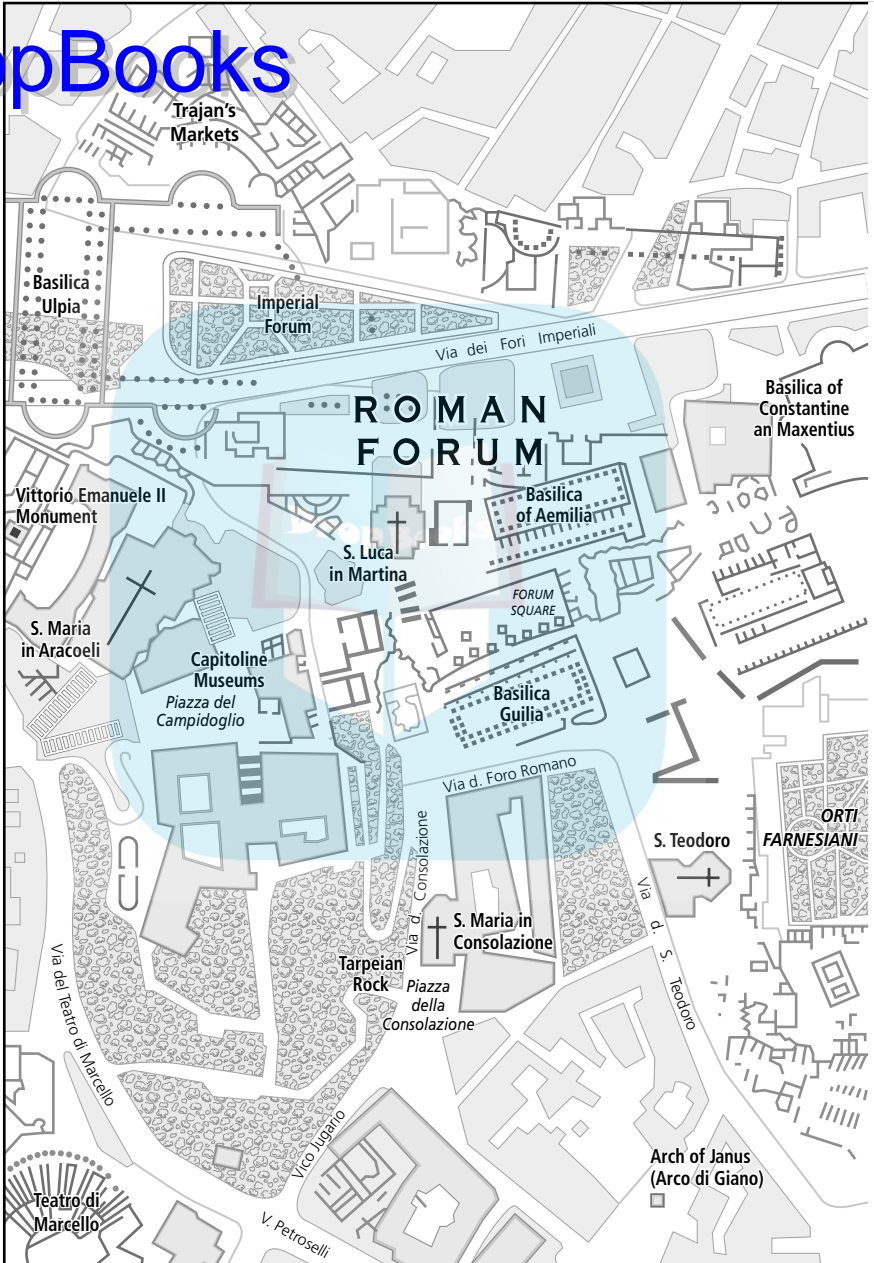 pBooks
Trajan's
Markets
Basilica
Ulpia
Imperial
Forum
Via dei Fori Imperiali
ROMAN
FORUM
Basilica of
Constantine
an Maxentius
Vittorio Emanuele II
Monument
Basilica
of Aemilia
DropBooks
S. Luca
in Martina
FORUM
SQUARE
S. Maria
in Aracoeli
Capitoline
Museums
Piazza del
Campidoglio
Basilica
Guilia
Via d. Foro Romano
ORTI
FARNESIANI
S. Teodoro
Via d. Consolazione
Via d. S. Teodoro
S. Maria in
Consolazione
Tarpeian
Rock
Piazza
della
Consolazione
Via del Teatro di Marcello
Vico Jugario
Arch of Janus
(Arco di Giano)
Teatro di
Marcello
V. Petroselli